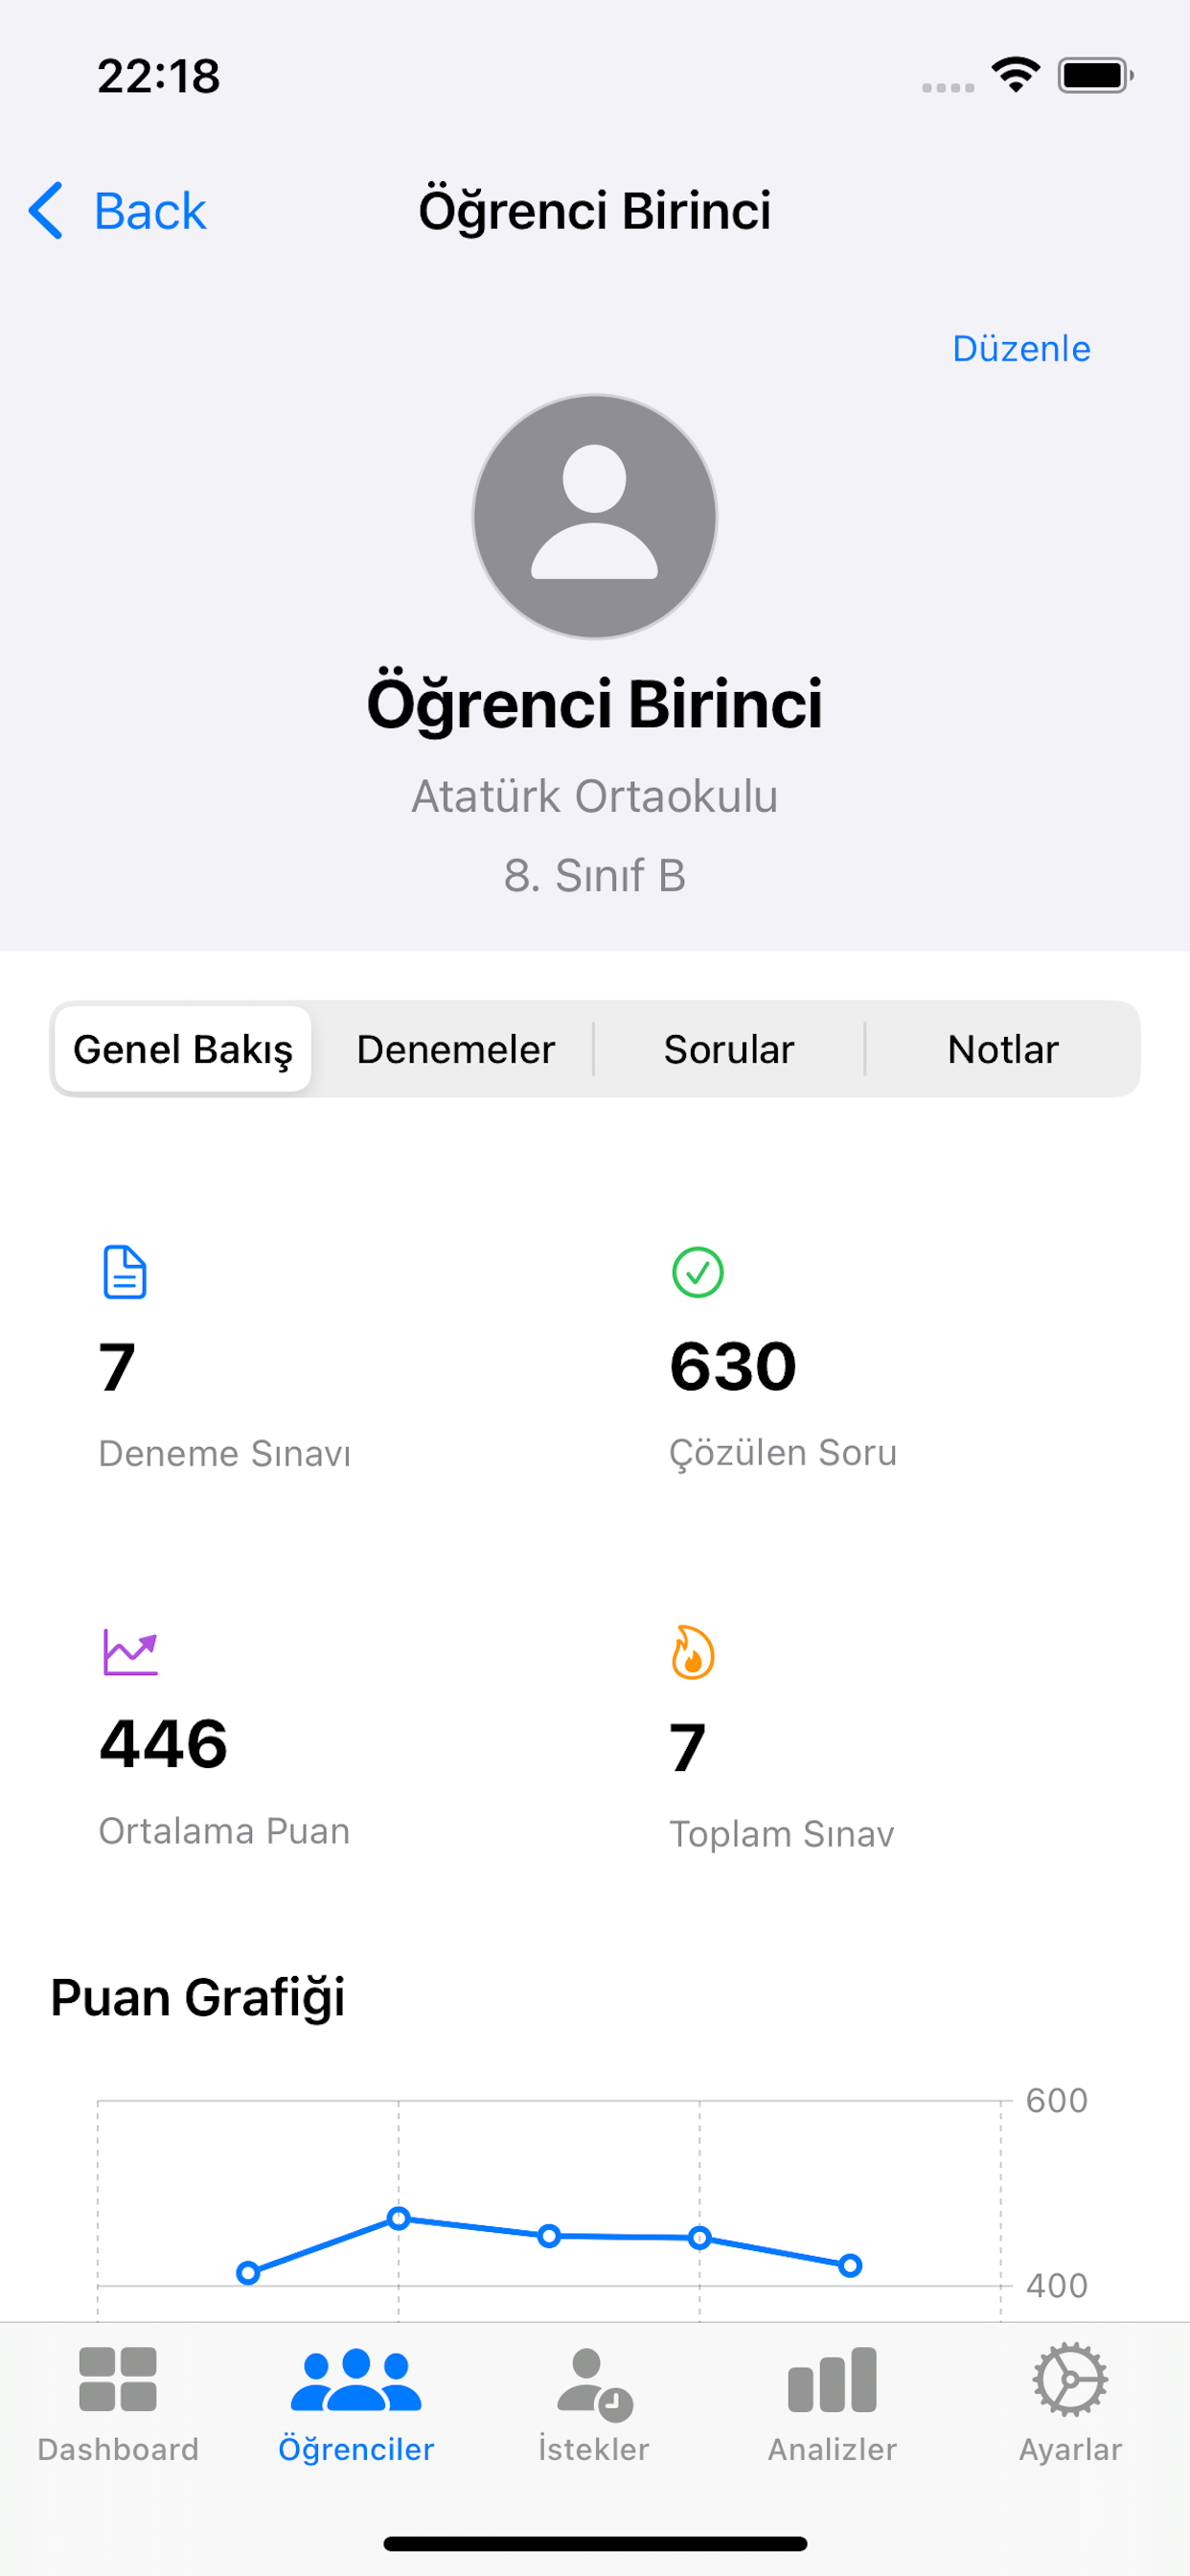 22:18
Back
Öğrenci Birinci
Düzenle
Öğrenci Birinci
Atatürk Ortaokulu
8. Sınıf B
Genel Bakış
Denemeler
Sorular
Notlar
7
630
Deneme Sınavı
Çözülen Soru
446
7
Ortalama Puan
Toplam Sınav
Puan Grafiği
600
400
Dashboard
Öğrenciler
İstekler
Analizler
Ayarlar